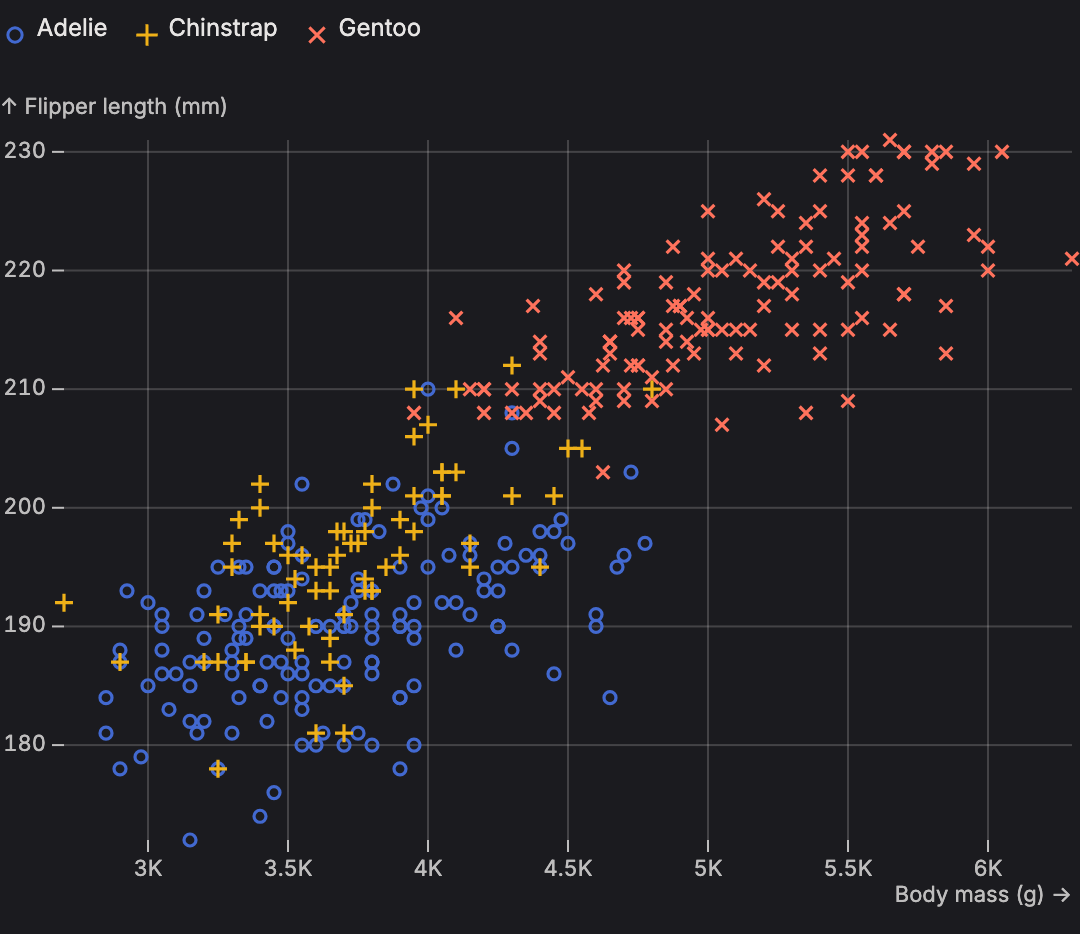 Adelie Chinstrap Gentoo
↑ Flipper length (mm)
230
220
210
200
190
180
3K 3.5K 4K 4.5K 5K 5.5K 6K
Body mass (g) →